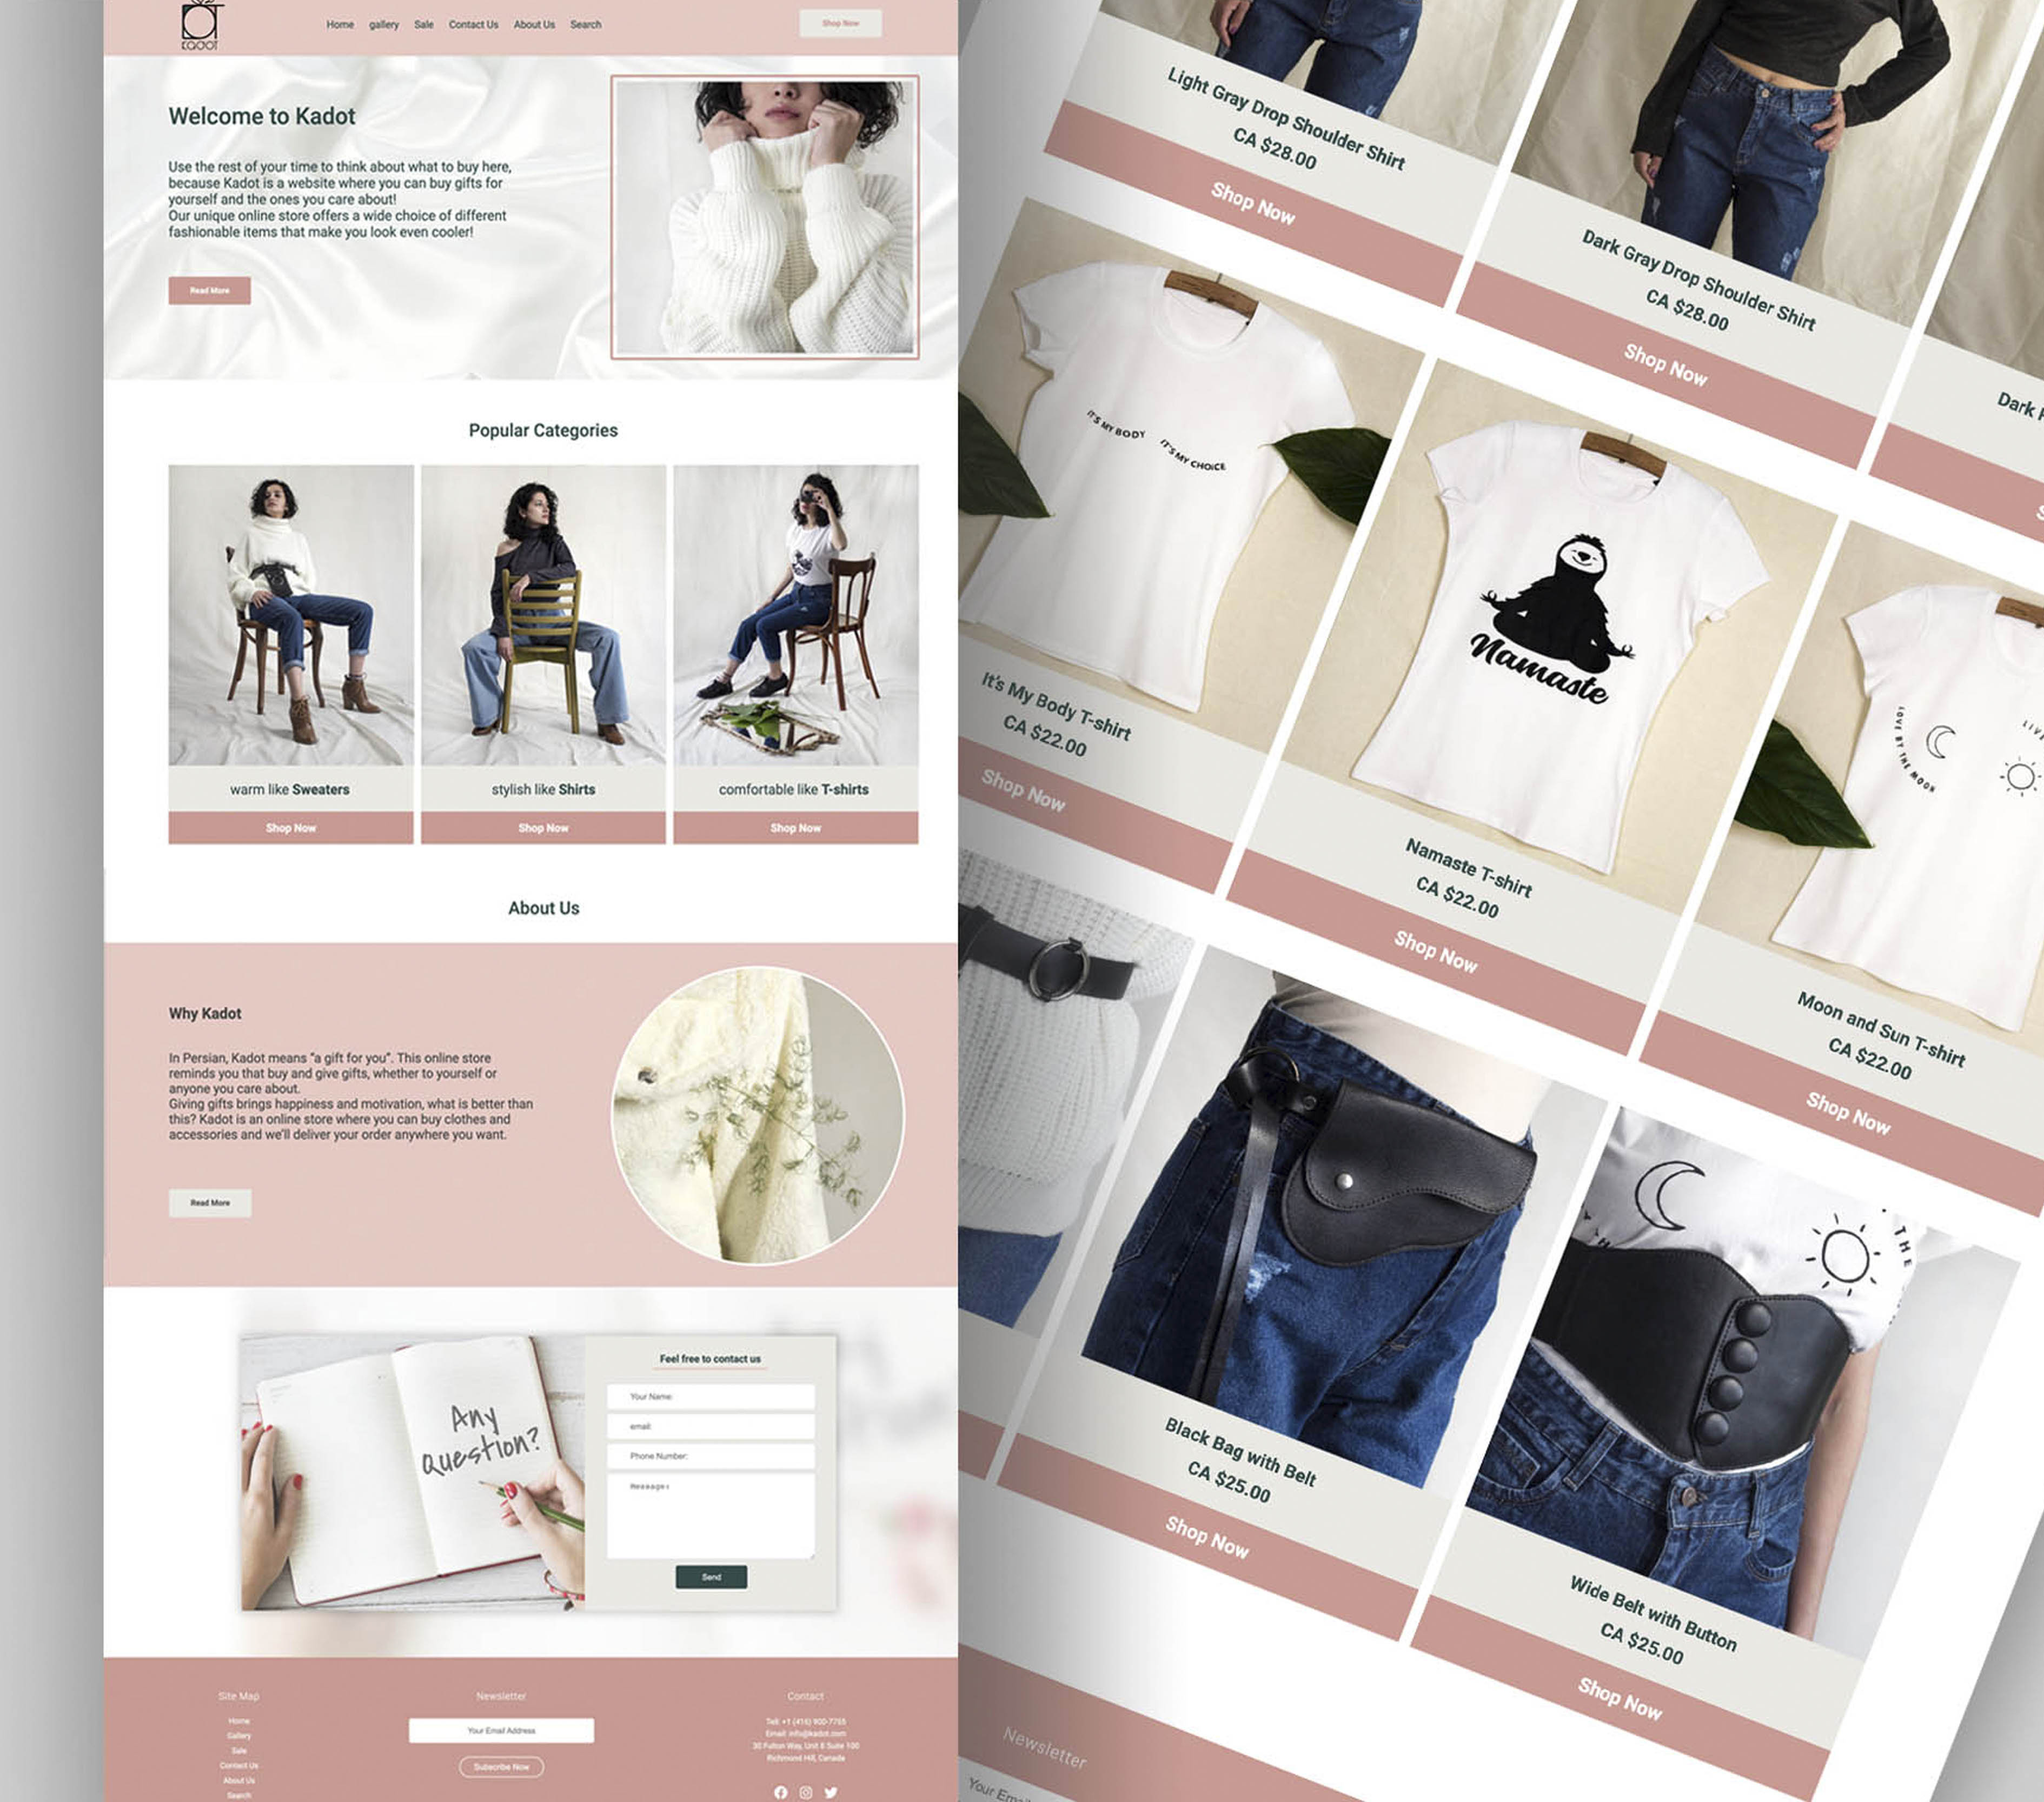 KADOT
Home gallery Sale Contact Us About Us Search
Shop Now
Welcome to Kadot
Use the rest of your time to think about what to buy here,
because Kadot is a website where you can buy gifts for
yourself and the ones you care about!
Our unique online store offers a wide choice of different
fashionable items that make you look even cooler!
Read More
Popular Categories
warm like Sweaters
Shop Now
stylish like Shirts
Shop Now
comfortable like T-shirts
Shop Now
About Us
Why Kadot
In Persian, Kadot means "a gift for you". This online store
reminds you that buy and give gifts, whether to yourself or
anyone you care about.
Giving gifts brings happiness and motivation, what is better than
this? Kadot is an online store where you can buy clothes and
accessories and we'll deliver your order anywhere you want.
Read More
Any
Question?
Feel free to contact us
Your Name:
email:
Phone Number:
Message:
Send
Site Map
Home
Gallery
Sale
Contact Us
About Us
Search
Newsletter
Your Email Address
Subscribe Now
Contact
Tell: +1 (416) 900-7765
Email: info@kadot.com
30 Fulton Way, Unit 8 Suite 100
Richmond Hill, Canada
Light Gray Drop Shoulder Shirt
CA $28.00
Shop Now
Dark Gray Drop Shoulder Shirt
CA $28.00
Shop Now
Dark
IT'S MY BODY IT'S MY CHOICE
It's My Body T-shirt
CA $22.00
Shop Now
Namaste
Namaste T-shirt
CA $22.00
Shop Now
LOVE BY THE MOON
LIVE
Moon and Sun T-shirt
CA $22.00
Shop Now
Black Bag with Belt
CA $25.00
Shop Now
THE
Wide Belt with Button
CA $25.00
Shop Now
Newsletter
Your Ema